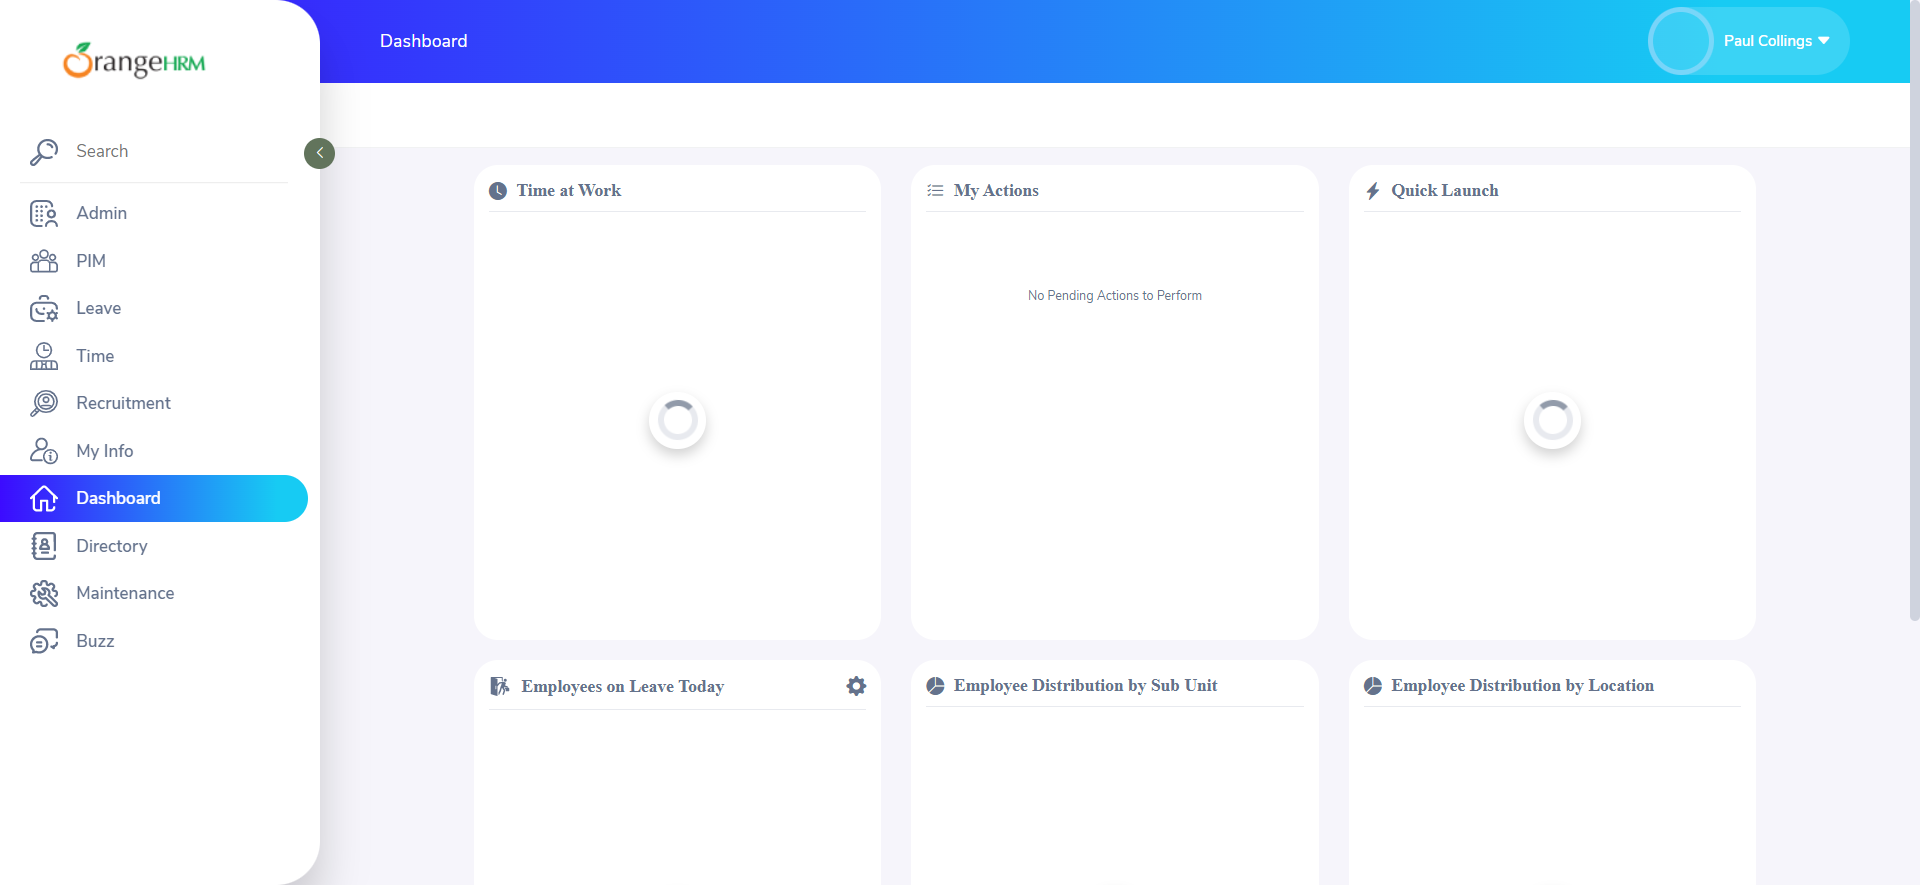 OrangeHRM
Dashboard
Paul Collings
Search
Admin
PIM
Leave
Time
Recruitment
My Info
Dashboard
Directory
Maintenance
Buzz
Time at Work
My Actions
No Pending Actions to Perform
Quick Launch
Employees on Leave Today
Employee Distribution by Sub Unit
Employee Distribution by Location